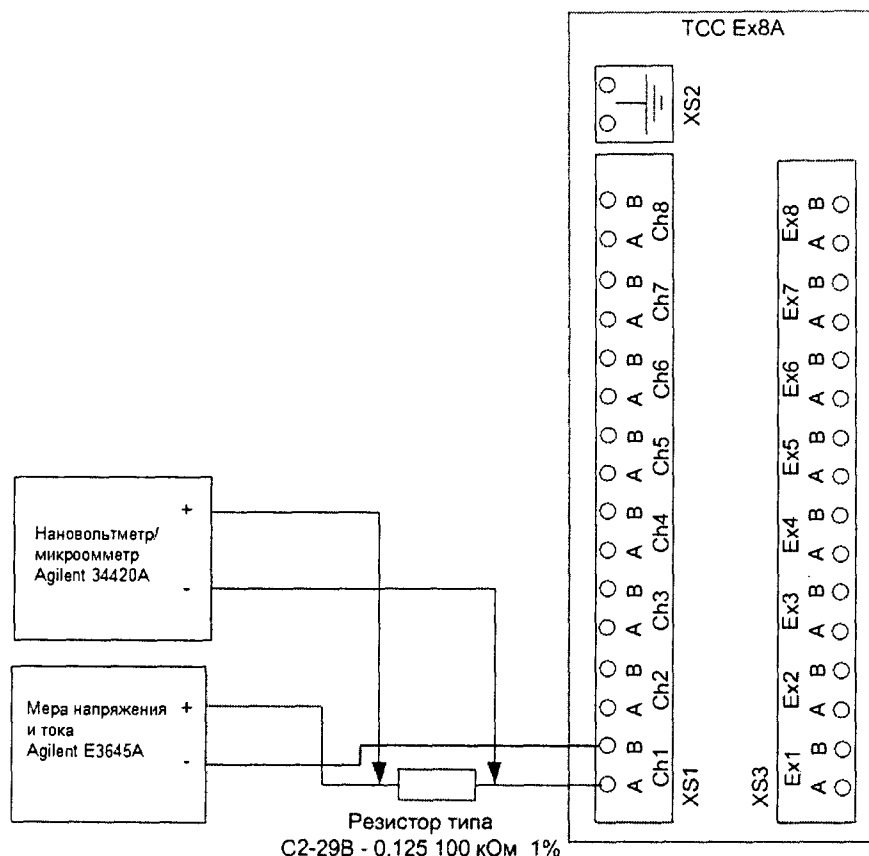 TCC Ex8A
XS2
B
A
Ch8
B
A
Ch7
B
A
Ch6
B
A
Ch5
B
A
Ch4
B
A
Ch3
B
A
Ch2
B
A
Ch1
XS1
B
A
Ex8
B
A
Ex7
B
A
Ex6
B
A
Ex5
B
A
Ex4
B
A
Ex3
B
A
Ex2
B
A
Ex1
XS3
+
Нановольтметр/
микроомметр
Agilent 34420A
-
Мера напряжения
+
и тока
Agilent E3645A
-
Резистор типа
С2-29В - 0,125 100 кОм 1%